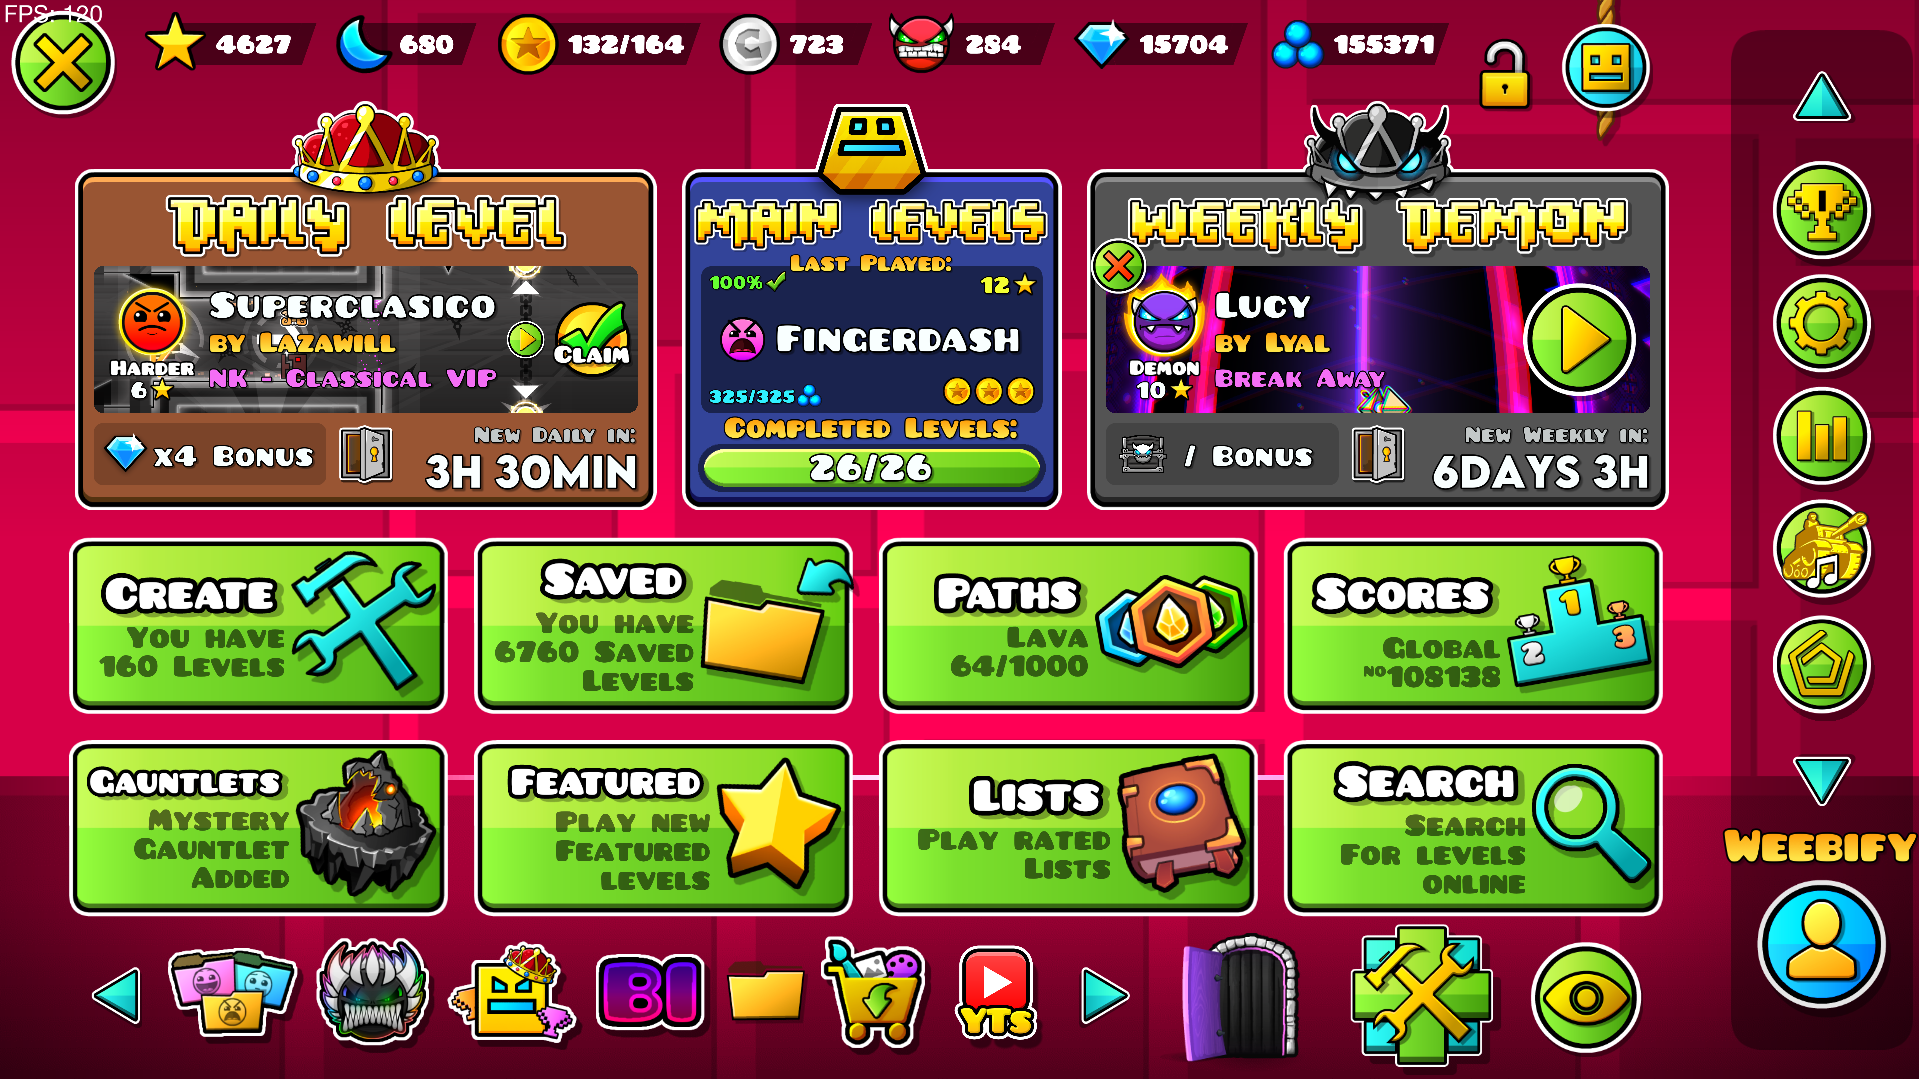 FPS: 120
4627
680
132/164
723
284
15704
155371
DAILY LEVEL
SUPERCLASICO
BY LAZAWILL
NK - CLASSICAL VIP
HARDER
6
CLAIM
X4 BONUS
NEW DAILY IN:
3H 30MIN
MAIN LEVELS
LAST PLAYED:
100%
12
FINGERDASH
325/325
COMPLETED LEVELS:
26/26
WEEKLY DEMON
LUCY
BY LYAL
BREAK AWAY
DEMON
10
/ BONUS
NEW WEEKLY IN:
6DAYS 3H
CREATE
YOU HAVE
160 LEVELS
SAVED
YOU HAVE
6760 SAVED
LEVELS
PATHS
LAVA
64/1000
SCORES
GLOBAL
Nº108138
1
2
3
GAUNTLETS
MYSTERY
GAUNTLET
ADDED
FEATURED
PLAY NEW
FEATURED
LEVELS
LISTS
PLAY RATED
LISTS
SEARCH
SEARCH
FOR LEVELS
ONLINE
WEEBIFY
BI
YTS